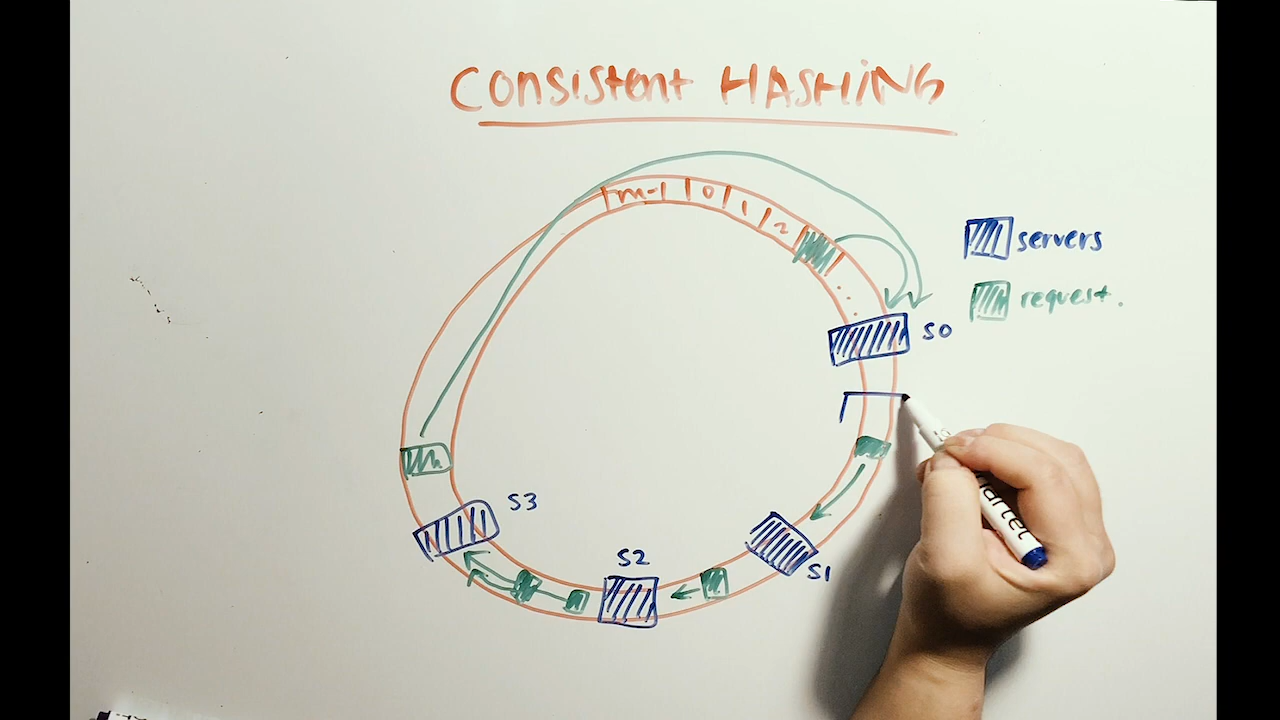 Consistent HASHING
m-1 0 1 2
servers
request.
S0
S3
S2
S1